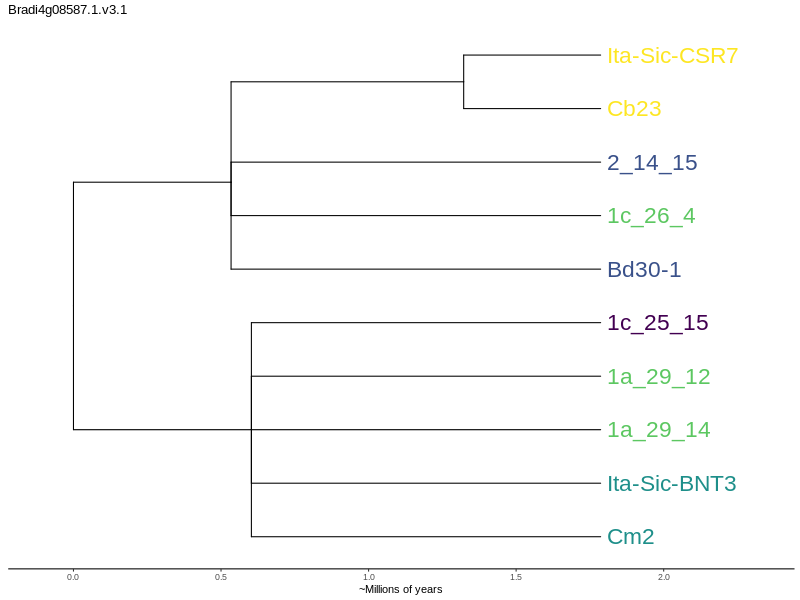 Bradi4g08587.1.v3.1
Ita-Sic-CSR7
Cb23
2_14_15
1c_26_4
Bd30-1
1c_25_15
1a_29_12
1a_29_14
Ita-Sic-BNT3
Cm2
0.0 0.5 1.0 1.5 2.0
~Millions of years